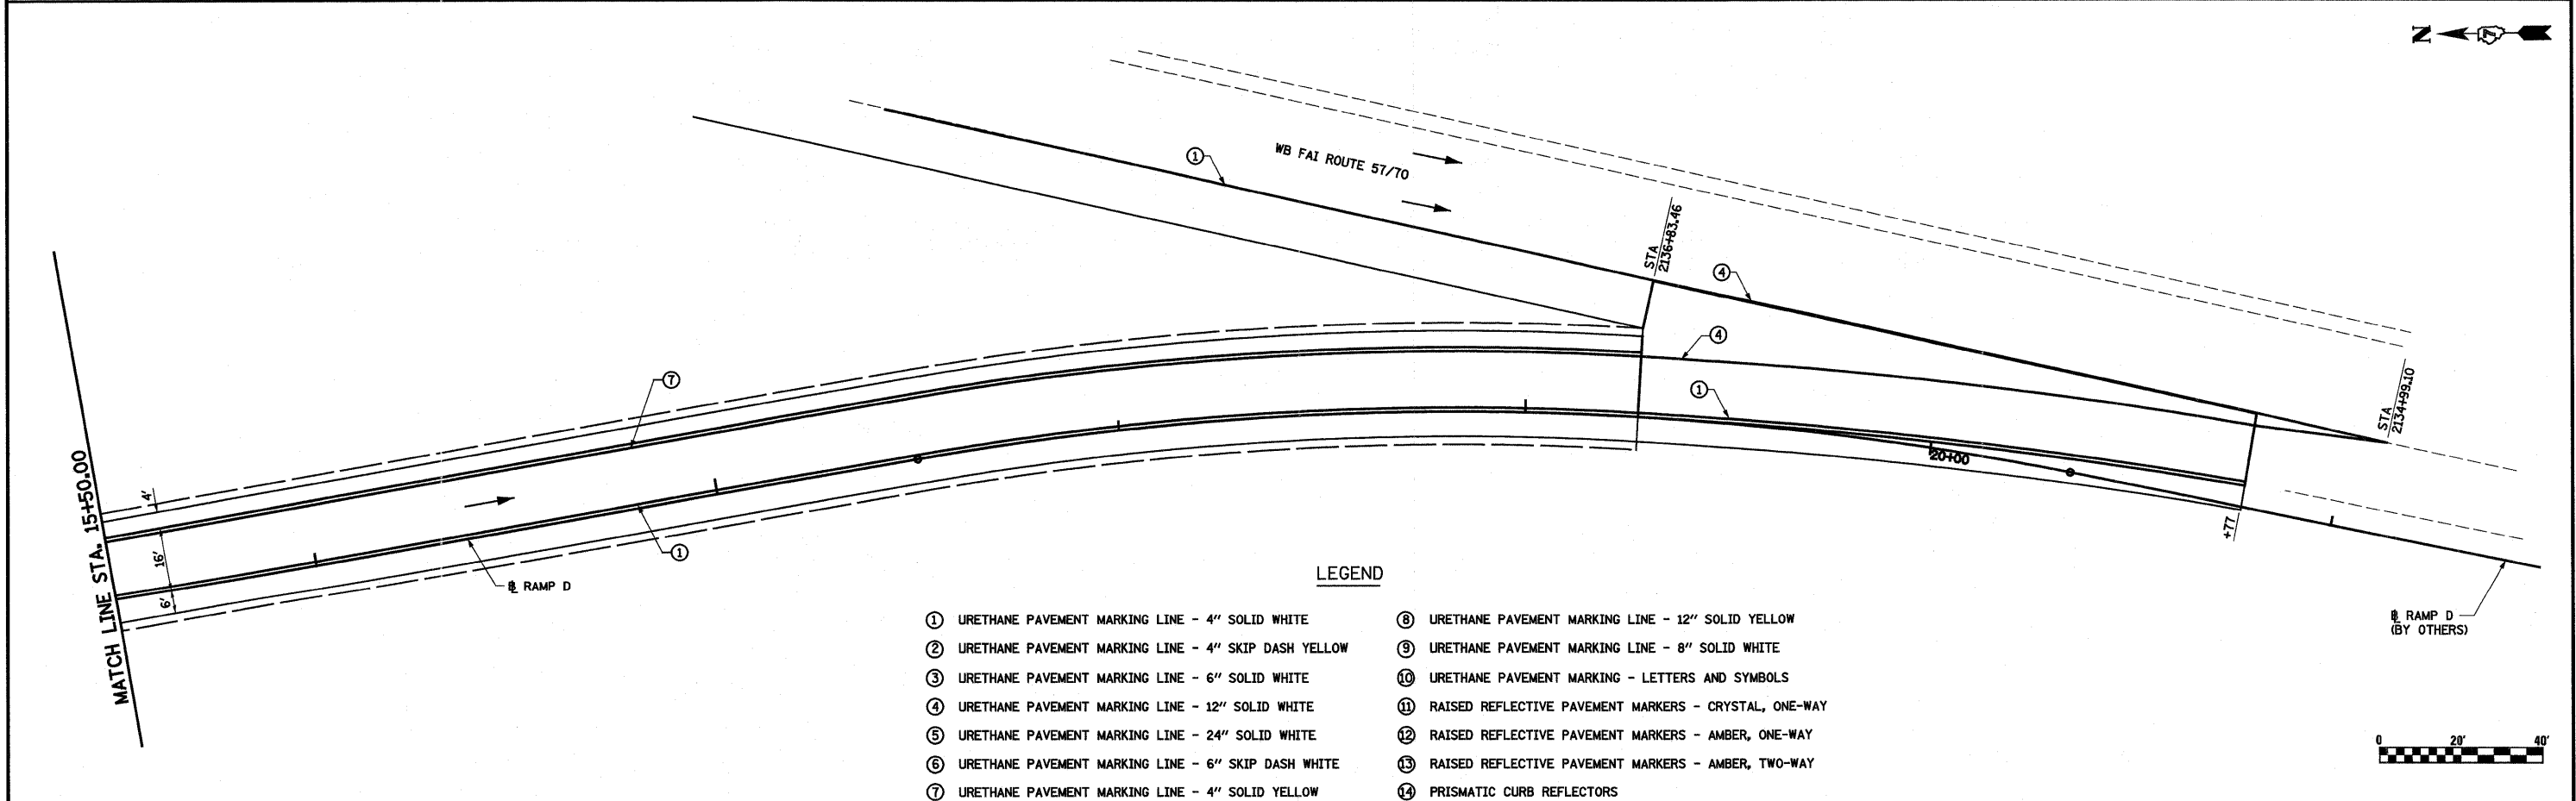 N
WB FAI ROUTE 57/70
1
STA
2136+83.46
4
4
7
1
STA
2134+99.10
MATCH LINE STA. 15+50.00
4'
16'
6'
20+00
+77
1
℄ RAMP D
℄ RAMP D
(BY OTHERS)
LEGEND
1 URETHANE PAVEMENT MARKING LINE - 4" SOLID WHITE
2 URETHANE PAVEMENT MARKING LINE - 4" SKIP DASH YELLOW
3 URETHANE PAVEMENT MARKING LINE - 6" SOLID WHITE
4 URETHANE PAVEMENT MARKING LINE - 12" SOLID WHITE
5 URETHANE PAVEMENT MARKING LINE - 24" SOLID WHITE
6 URETHANE PAVEMENT MARKING LINE - 6" SKIP DASH WHITE
7 URETHANE PAVEMENT MARKING LINE - 4" SOLID YELLOW
8 URETHANE PAVEMENT MARKING LINE - 12" SOLID YELLOW
9 URETHANE PAVEMENT MARKING LINE - 8" SOLID WHITE
10 URETHANE PAVEMENT MARKING - LETTERS AND SYMBOLS
11 RAISED REFLECTIVE PAVEMENT MARKERS - CRYSTAL, ONE-WAY
12 RAISED REFLECTIVE PAVEMENT MARKERS - AMBER, ONE-WAY
13 RAISED REFLECTIVE PAVEMENT MARKERS - AMBER, TWO-WAY
14 PRISMATIC CURB REFLECTORS
0 20' 40'